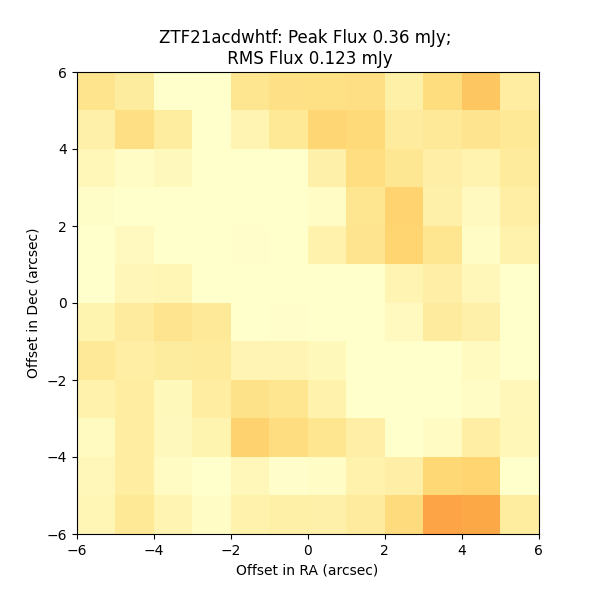 ZTF21acdwhtf: Peak Flux 0.36 mJy;
RMS Flux 0.123 mJy
6
4
2
0
−2
−4
−6
Offset in Dec (arcsec)
−6 −4 −2 0 2 4 6
Offset in RA (arcsec)